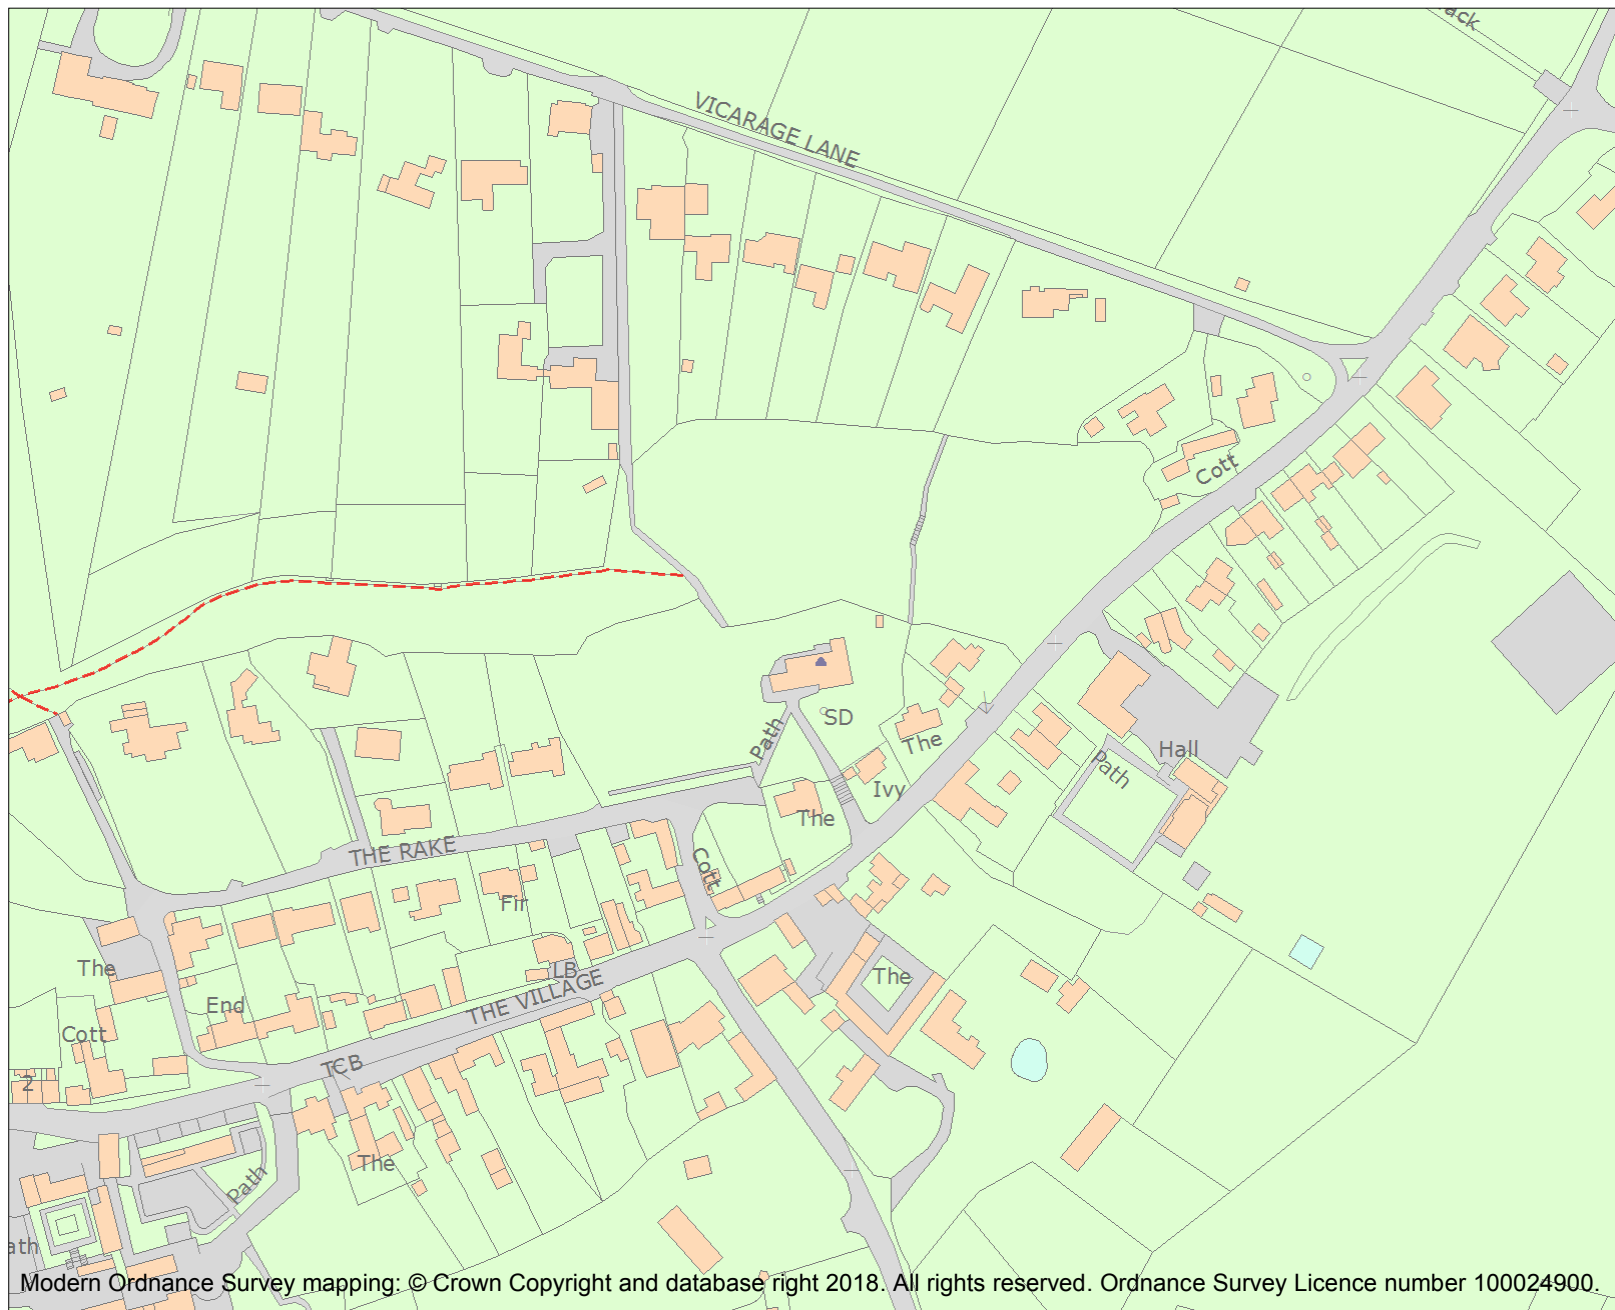 VICARAGE LANE
Cott
SD
Path
The
Hall
Path
Ivy
The
THE RAKE
Cott
Fir
The
LB
The
THE VILLAGE
End
Cott
TCB
2
The
Path
Modern Ordnance Survey mapping: © Crown Copyright and database right 2018. All rights reserved. Ordnance Survey Licence number 100024900.